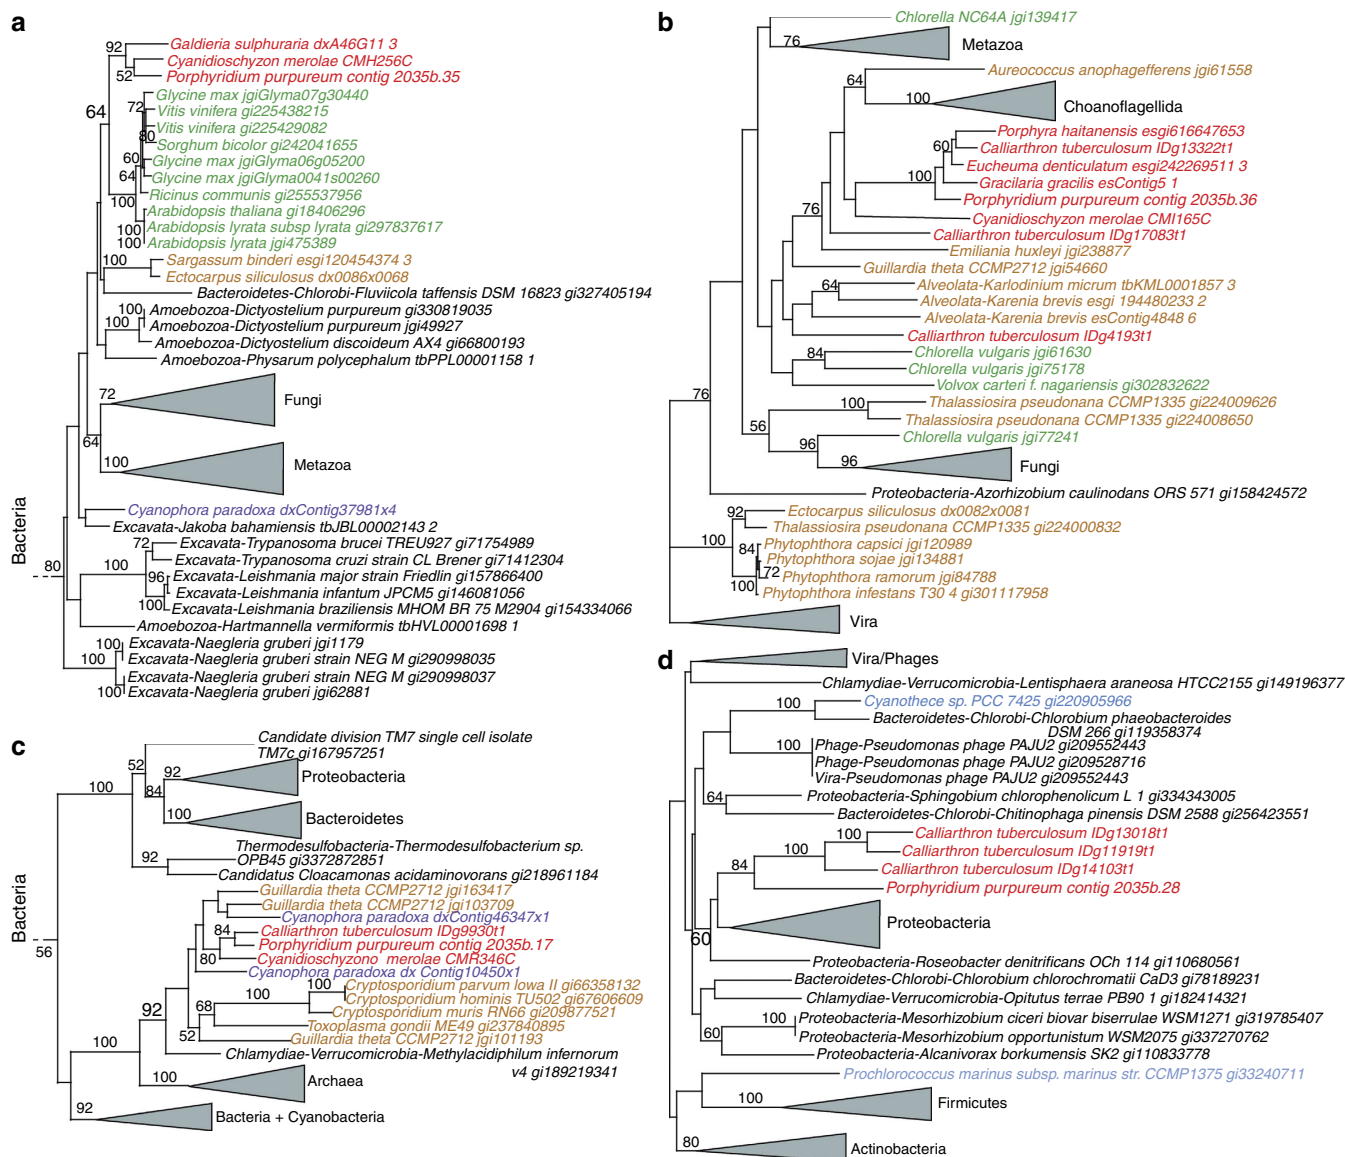 a
92
Galdieria sulphuraria dxA46G11 3
Cyanidioschyzon merolae CMH256C
52
Porphyridium purpureum contig 2035b.35
64
Glycine max jgiGlyma07g30440
72
Vitis vinifera gi225438215
Vitis vinifera gi225429082
80
Sorghum bicolor gi242041655
60
Glycine max jgiGlyma06g05200
64
Glycine max jgiGlyma0041s00260
Ricinus communis gi255537956
100
Arabidopsis thaliana gi18406296
100
Arabidopsis lyrata subsp lyrata gi297837617
100
Arabidopsis lyrata jgi475389
100
Sargassum binderi esgi120454374 3
Ectocarpus siliculosus dx0086x0068
Bacteroidetes-Chlorobi-Fluviicola taffensis DSM 16823 gi327405194
Amoebozoa-Dictyostelium purpureum gi330819035
100
100
Amoebozoa-Dictyostelium purpureum jgi49927
Amoebozoa-Dictyostelium discoideum AX4 gi66800193
Amoebozoa-Physarum polycephalum tbPPL00001158 1
72
Fungi
64
100
Metazoa
Bacteria
80
Cyanophora paradoxa dxContig37981x4
Excavata-Jakoba bahamiensis tbJBL00002143 2
72
Excavata-Trypanosoma brucei TREU927 gi71754989
100
Excavata-Trypanosoma cruzi strain CL Brener gi71412304
96
Excavata-Leishmania major strain Friedlin gi157866400
Excavata-Leishmania infantum JPCM5 gi146081056
100
Excavata-Leishmania braziliensis MHOM BR 75 M2904 gi154334066
Amoebozoa-Hartmannella vermiformis tbHVL00001698 1
100
Excavata-Naegleria gruberi jgi1179
100
Excavata-Naegleria gruberi strain NEG M gi290998035
Excavata-Naegleria gruberi strain NEG M gi290998037
100
Excavata-Naegleria gruberi jgi62881
b
Chlorella NC64A jgi139417
76
Metazoa
Aureococcus anophagefferens jgi61558
64
100
Choanoflagellida
Porphyra haitanensis esgi616647653
60
Calliarthron tuberculosum IDg13322t1
Eucheuma denticulatum esgi242269511 3
100
Gracilaria gracilis esContig5 1
Porphyridium purpureum contig 2035b.36
76
Cyanidioschyzon merolae CMI165C
Calliarthron tuberculosum IDg17083t1
Emiliania huxleyi jgi238877
Guillardia theta CCMP2712 jgi54660
64
Alveolata-Karlodinium micrum tbKML0001857 3
Alveolata-Karenia brevis esgi 194480233 2
Alveolata-Karenia brevis esContig4848 6
Calliarthron tuberculosum IDg4193t1
84
Chlorella vulgaris jgi61630
Chlorella vulgaris jgi75178
Volvox carteri f. nagariensis gi302832622
76
100
Thalassiosira pseudonana CCMP1335 gi224009626
Thalassiosira pseudonana CCMP1335 gi224008650
56
Chlorella vulgaris jgi77241
96
96
Fungi
Proteobacteria-Azorhizobium caulinodans ORS 571 gi158424572
92
Ectocarpus siliculosus dx0082x0081
Thalassiosira pseudonana CCMP1335 gi224000832
100
Phytophthora capsici jgi120989
84
Phytophthora sojae jgi134881
72
Phytophthora ramorum jgi84788
100
Phytophthora infestans T30 4 gi301117958
Vira
c
Bacteria
56
Candidate division TM7 single cell isolate
TM7c gi167957251
52
92
Proteobacteria
100
84
100
Bacteroidetes
Thermodesulfobacteria-Thermodesulfobacterium sp.
92
OPB45 gi3372872851
Candidatus Cloacamonas acidaminovorans gi218961184
Guillardia theta CCMP2712 jgi163417
Guillardia theta CCMP2712 jgi103709
Cyanophora paradoxa dxContig46347x1
84
Calliarthron tuberculosum IDg9930t1
Porphyridium purpureum contig 2035b.17
80
Cyanidioschyzono merolae CMR346C
Cyanophora paradoxa dx Contig10450x1
100
Cryptosporidium parvum Iowa II gi66358132
100
Cryptosporidium hominis TU502 gi67606609
92
68
Cryptosporidium muris RN66 gi209877521
Toxoplasma gondii ME49 gi237840895
52
Guillardia theta CCMP2712 jgi101193
100
Chlamydiae-Verrucomicrobia-Methylacidiphilum infernorum
v4 gi189219341
100
Archaea
92
Bacteria + Cyanobacteria
d
Vira/Phages
Chlamydiae-Verrucomicrobia-Lentisphaera araneosa HTCC2155 gi149196377
100
Cyanothece sp. PCC 7425 gi220905966
Bacteroidetes-Chlorobi-Chlorobium phaeobacteroides
DSM 266 gi119358374
100
Phage-Pseudomonas phage PAJU2 gi209552443
Phage-Pseudomonas phage PAJU2 gi209528716
Vira-Pseudomonas phage PAJU2 gi209552443
64
Proteobacteria-Sphingobium chlorophenolicum L 1 gi334343005
Bacteroidetes-Chlorobi-Chitinophaga pinensis DSM 2588 gi256423551
100
Calliarthron tuberculosum IDg13018t1
100
Calliarthron tuberculosum IDg11919t1
84
Calliarthron tuberculosum IDg14103t1
Porphyridium purpureum contig 2035b.28
60
Proteobacteria
Proteobacteria-Roseobacter denitrificans OCh 114 gi110680561
Bacteroidetes-Chlorobi-Chlorobium chlorochromatii CaD3 gi78189231
Chlamydiae-Verrucomicrobia-Opitutus terrae PB90 1 gi182414321
100
Proteobacteria-Mesorhizobium ciceri biovar biserrulae WSM1271 gi319785407
60
Proteobacteria-Mesorhizobium opportunistum WSM2075 gi337270762
Proteobacteria-Alcanivorax borkumensis SK2 gi110833778
Prochlorococcus marinus subsp. marinus str. CCMP1375 gi33240711
100
Firmicutes
80
Actinobacteria